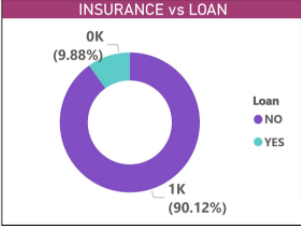 INSURANCE vs LOAN
0K
(9.88%)
Loan
NO
YES
1K
(90.12%)